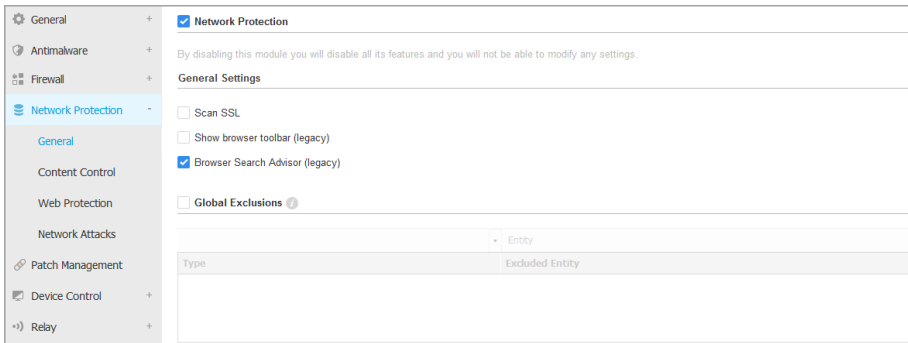 General +
Antimalware +
Firewall +
Network Protection -
General
Content Control
Web Protection
Network Attacks
Patch Management
Device Control +
Relay +
Network Protection
By disabling this module you will disable all its features and you will not be able to modify any settings.
General Settings
Scan SSL
Show browser toolbar (legacy)
Browser Search Advisor (legacy)
Global Exclusions i
Entity
Type Excluded Entity